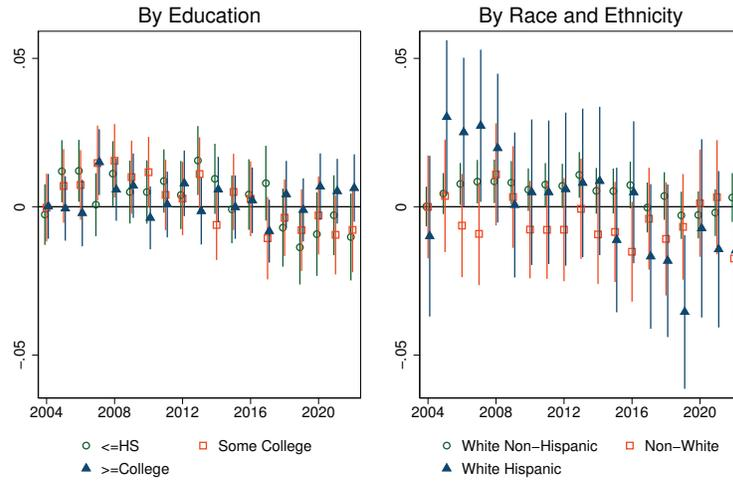 By Education
By Race and Ethnicity
.05
0
-.05
2004 2008 2012 2016 2020
.05
0
-.05
2004 2008 2012 2016 2020
<=HS Some College
>=College
White Non-Hispanic Non-White
White Hispanic